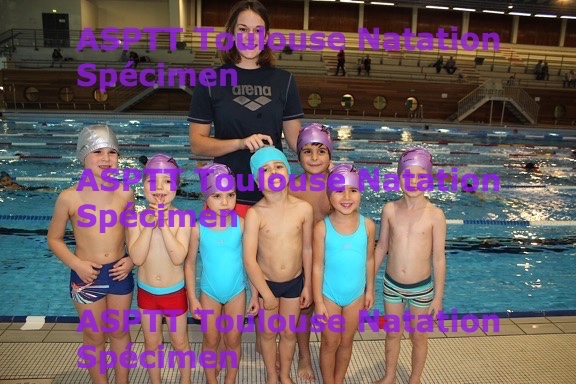 ASPTT Toulouse Natation
Spécimen
arena
ASPTT Toulouse Natation
Spécimen
ASPTT Toulouse Natation
Spécimen